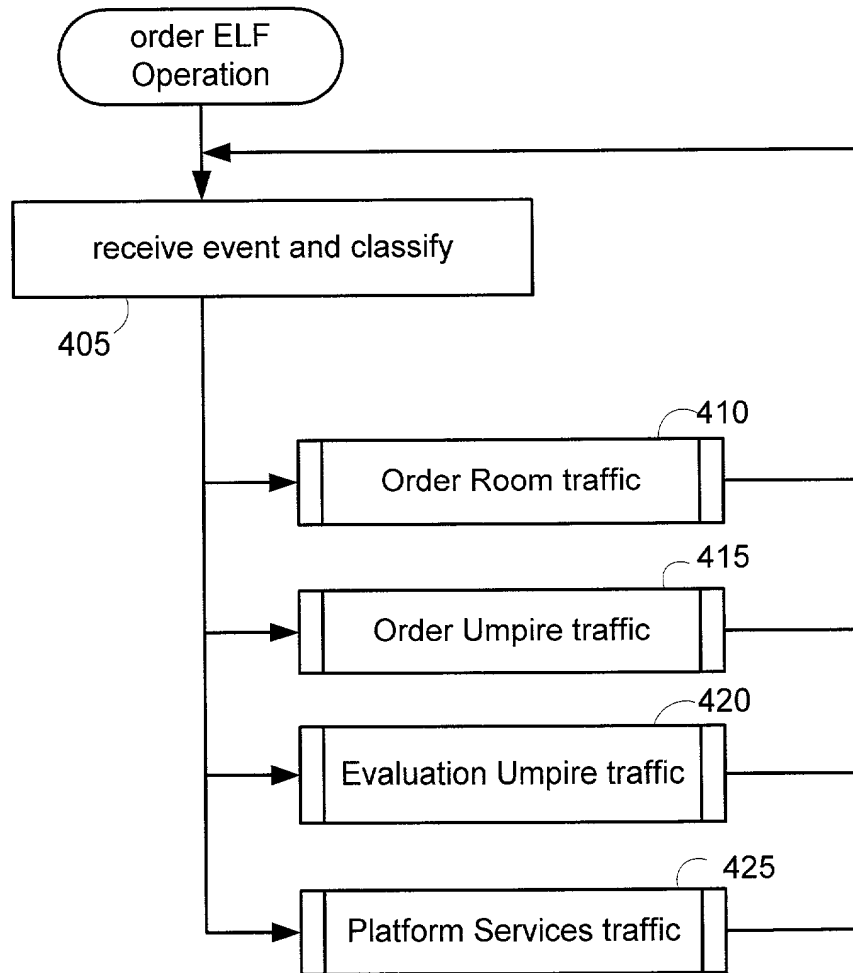 order ELF
Operation
receive event and classify
405
410
Order Room traffic
415
Order Umpire traffic
420
Evaluation Umpire traffic
425
Platform Services traffic